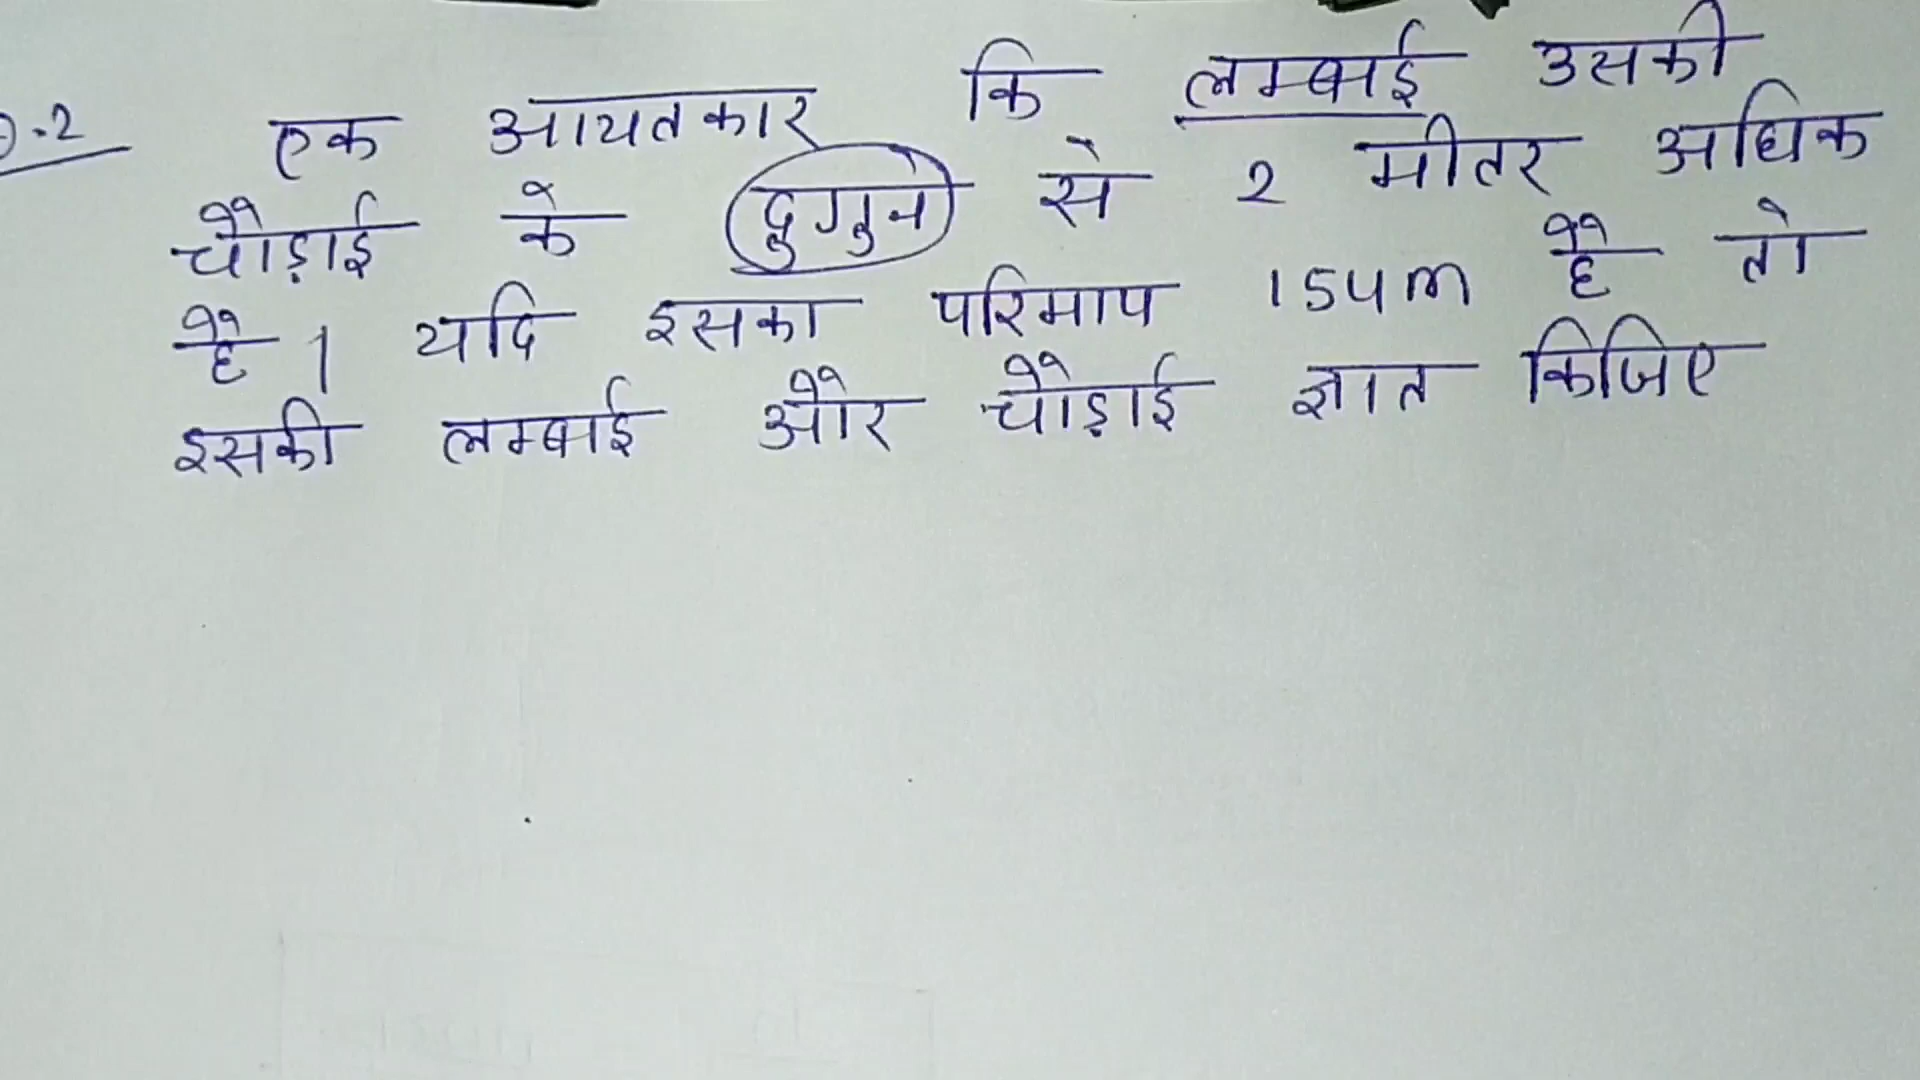 Q.2 एक आयतकार कि लम्बाई उसकी
चौड़ाई के दुगुने से 2 मीतर अधिक
है। यदि इसका परिमाप 154m है तो
इसकी लम्बाई और चौड़ाई ज्ञात किजिए